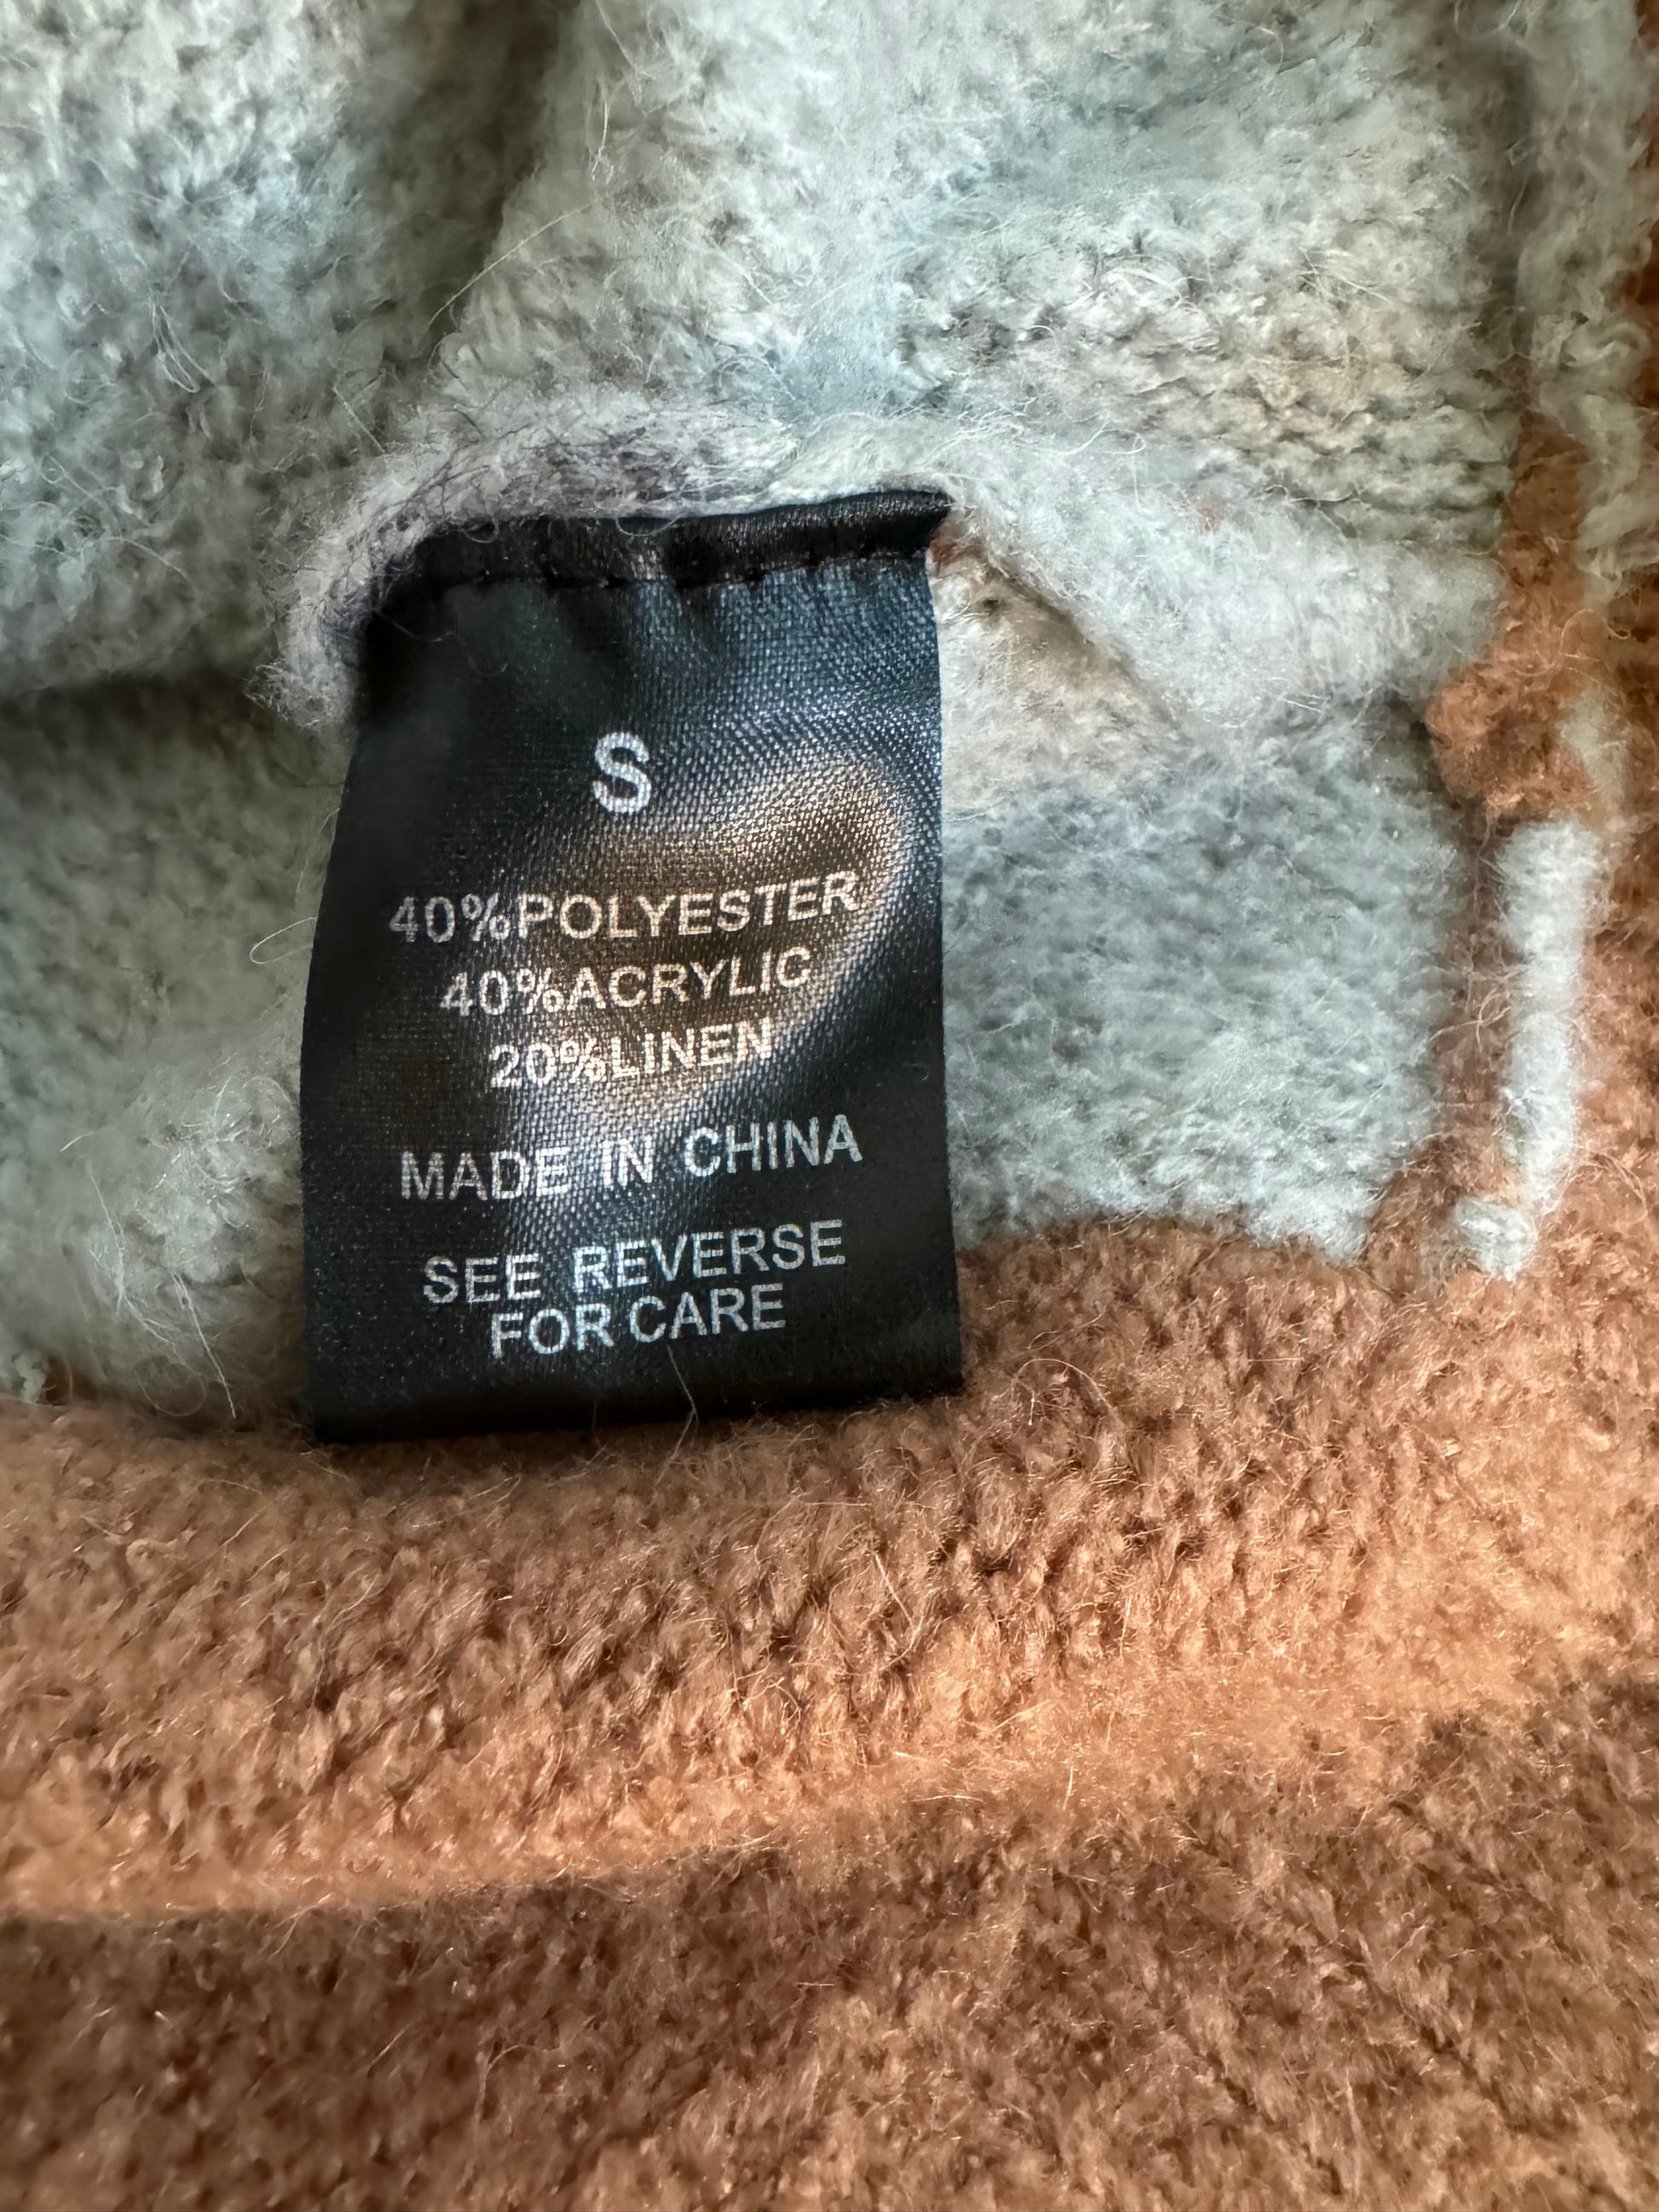 S
40%POLYESTER
40%ACRYLIC
20%LINEN
MADE IN CHINA
SEE REVERSE
FOR CARE